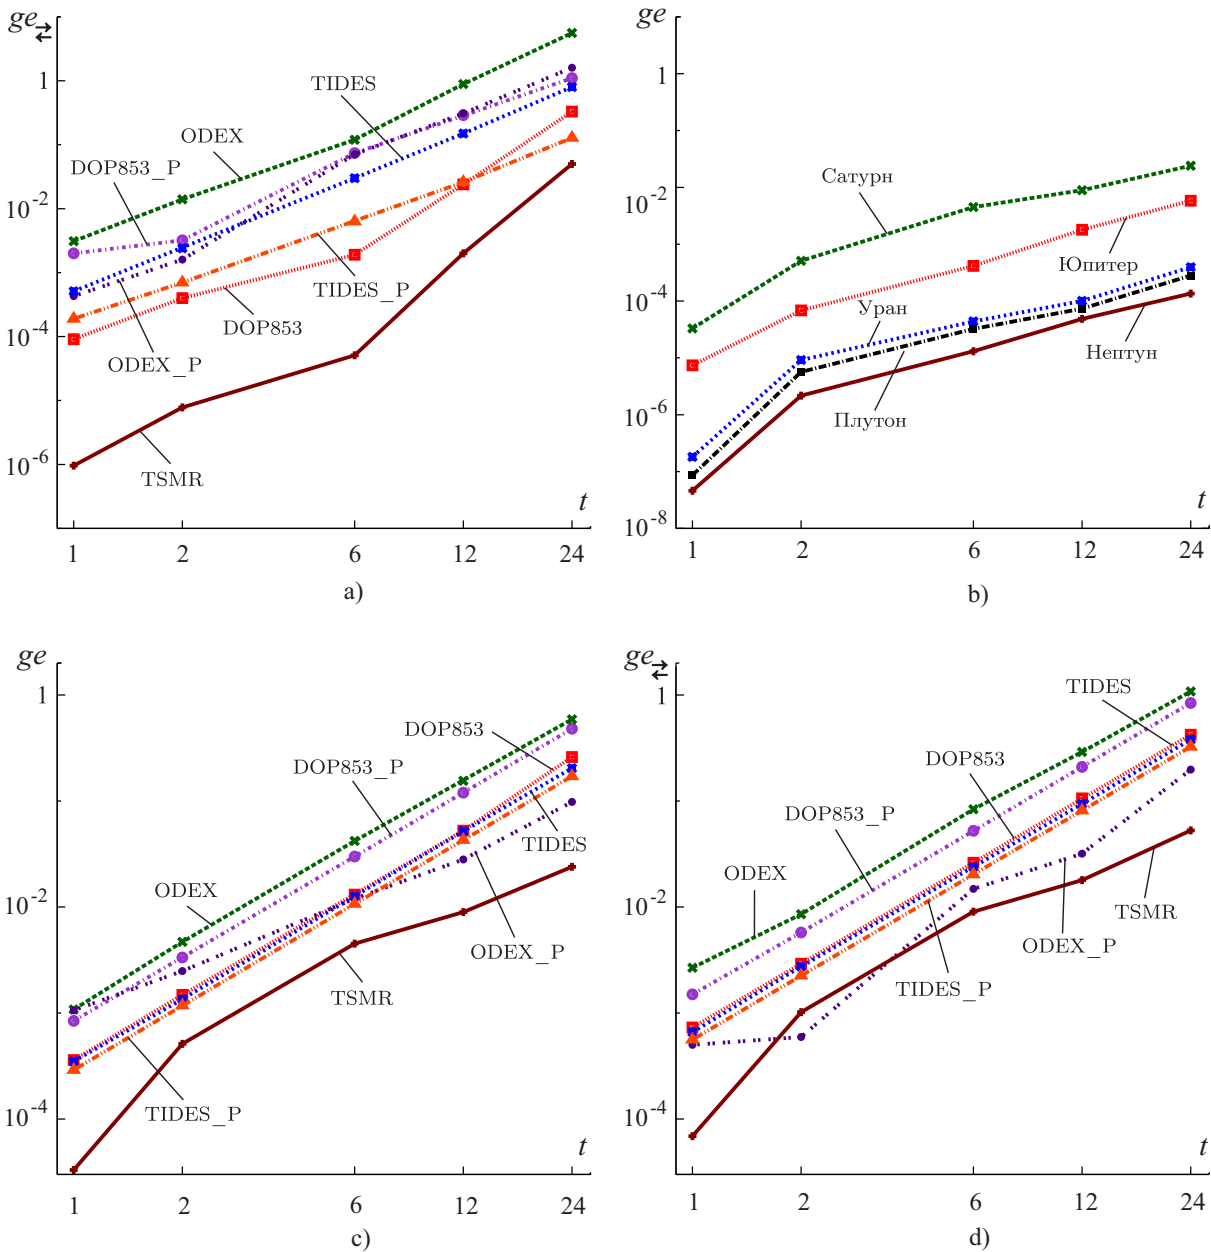 ge⇄
1
10-2
10-4
10-6
TIDES
ODEX
DOP853_P
TIDES_P
DOP853
ODEX_P
TSMR
t
1 2 6 12 24
a)
ge
1
10-2
10-4
10-6
10-8
Сатурн
Юпитер
Уран
Нептун
Плутон
t
1 2 6 12 24
b)
ge
1
10-2
10-4
DOP853
DOP853_P
TIDES
ODEX
ODEX_P
TSMR
TIDES_P
t
1 2 6 12 24
c)
ge⇄
1
10-2
10-4
TIDES
DOP853
DOP853_P
ODEX
TSMR
ODEX_P
TIDES_P
t
1 2 6 12 24
d)